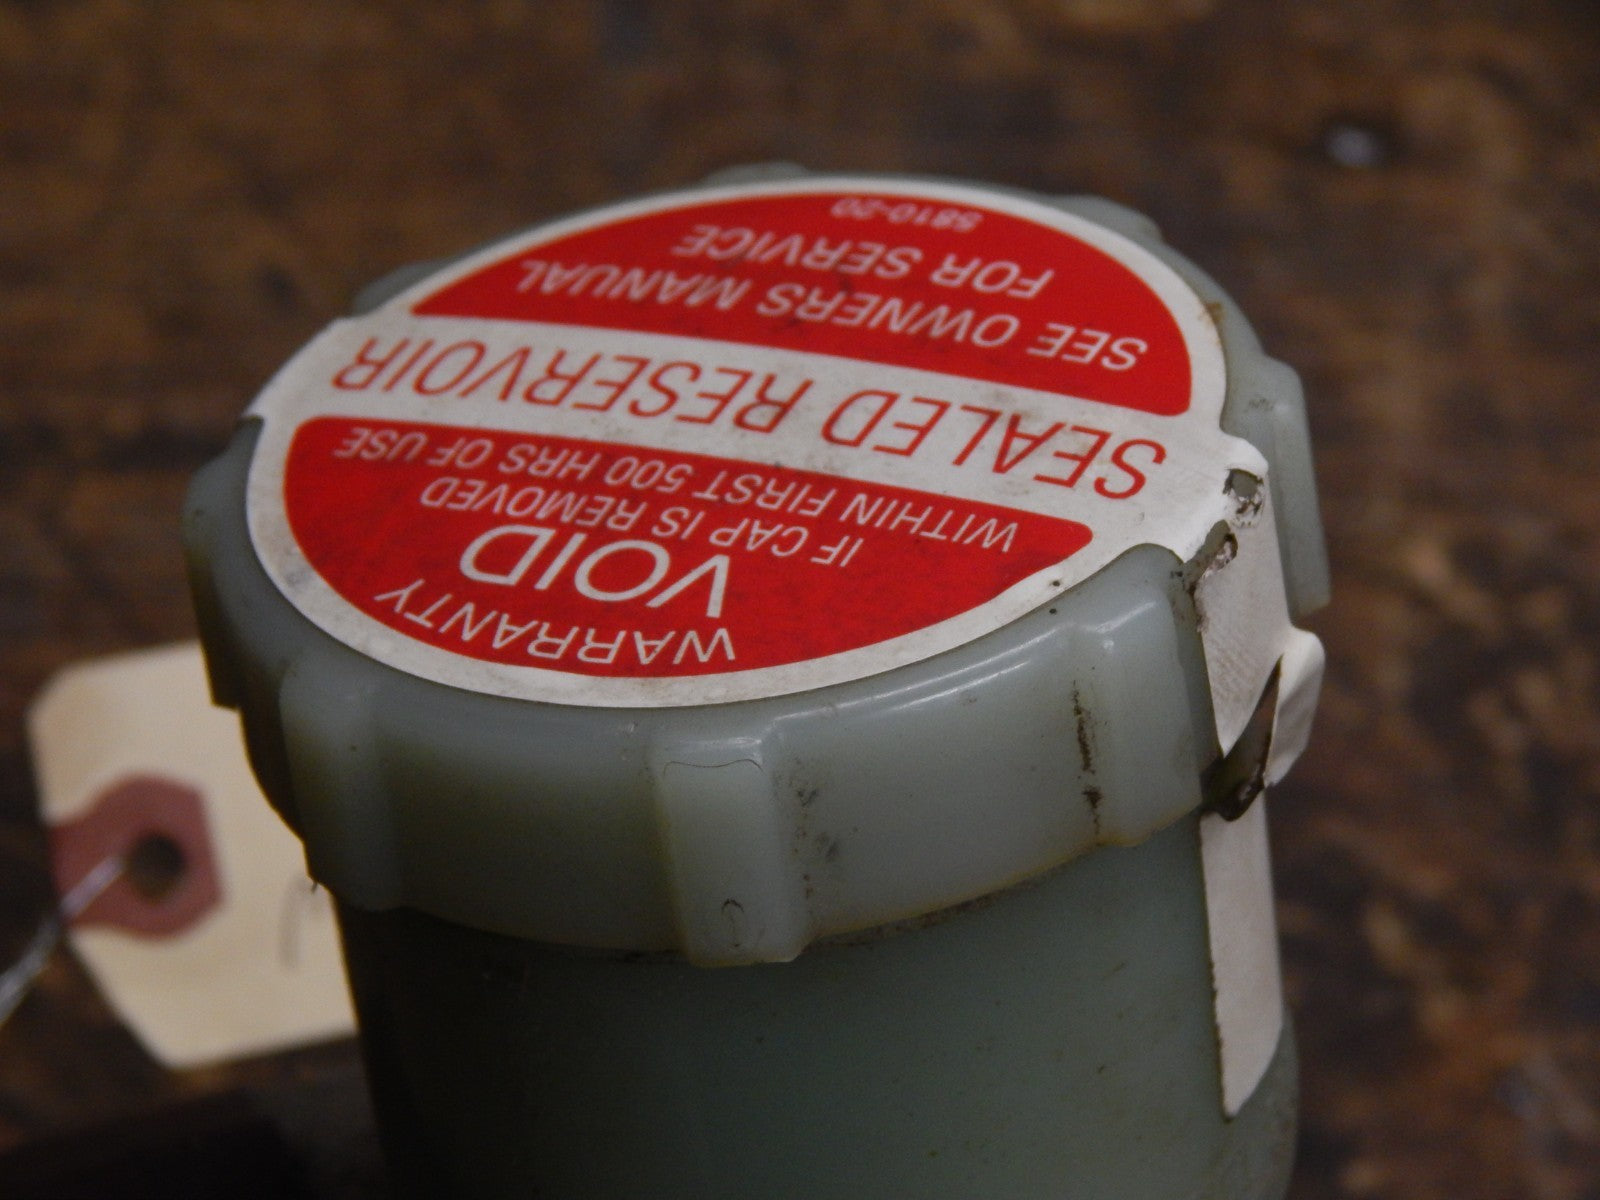 5810-20
SEE OWNERS MANUAL
FOR SERVICE
SEALED RESERVOIR
WARRANTY
VOID
IF CAP IS REMOVED
WITHIN FIRST 500 HRS OF USE